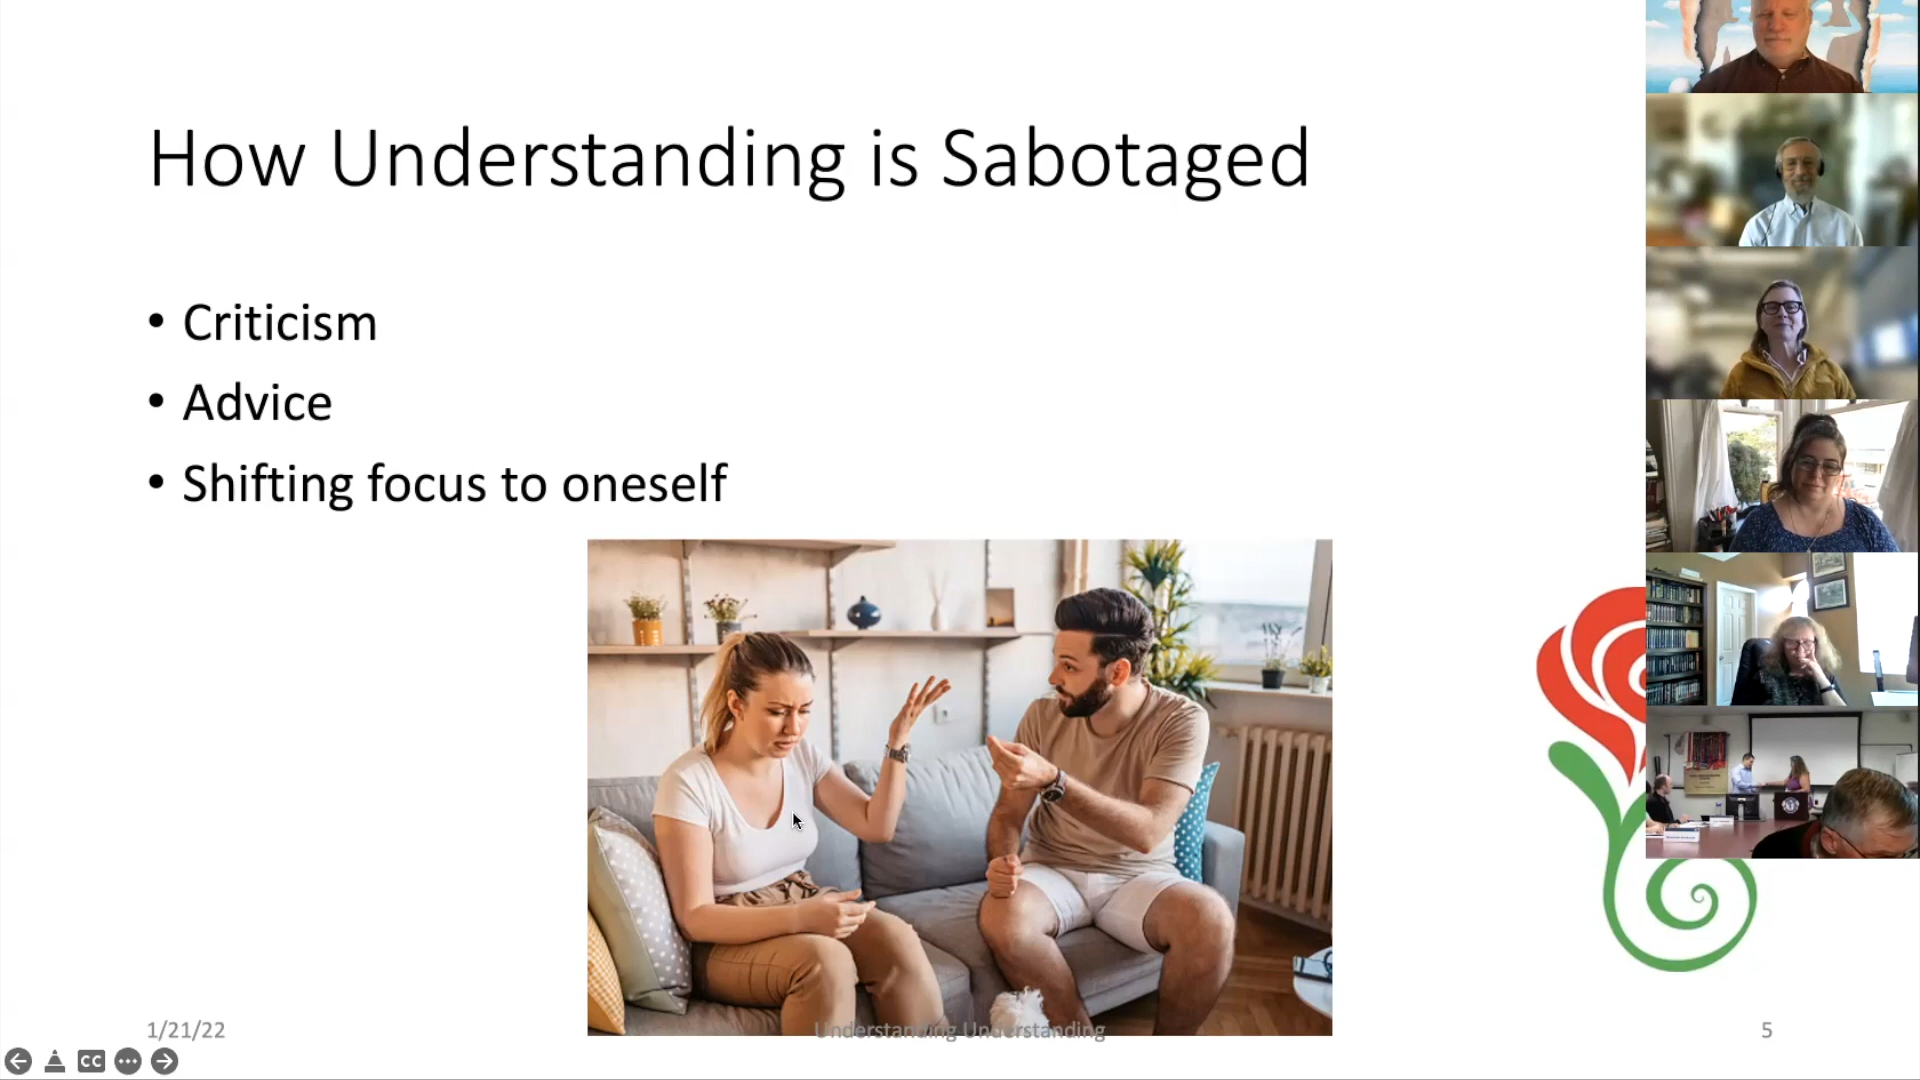 How Understanding is Sabotaged
• Criticism
• Advice
• Shifting focus to oneself
1/21/22
Understanding Understanding
5
CC